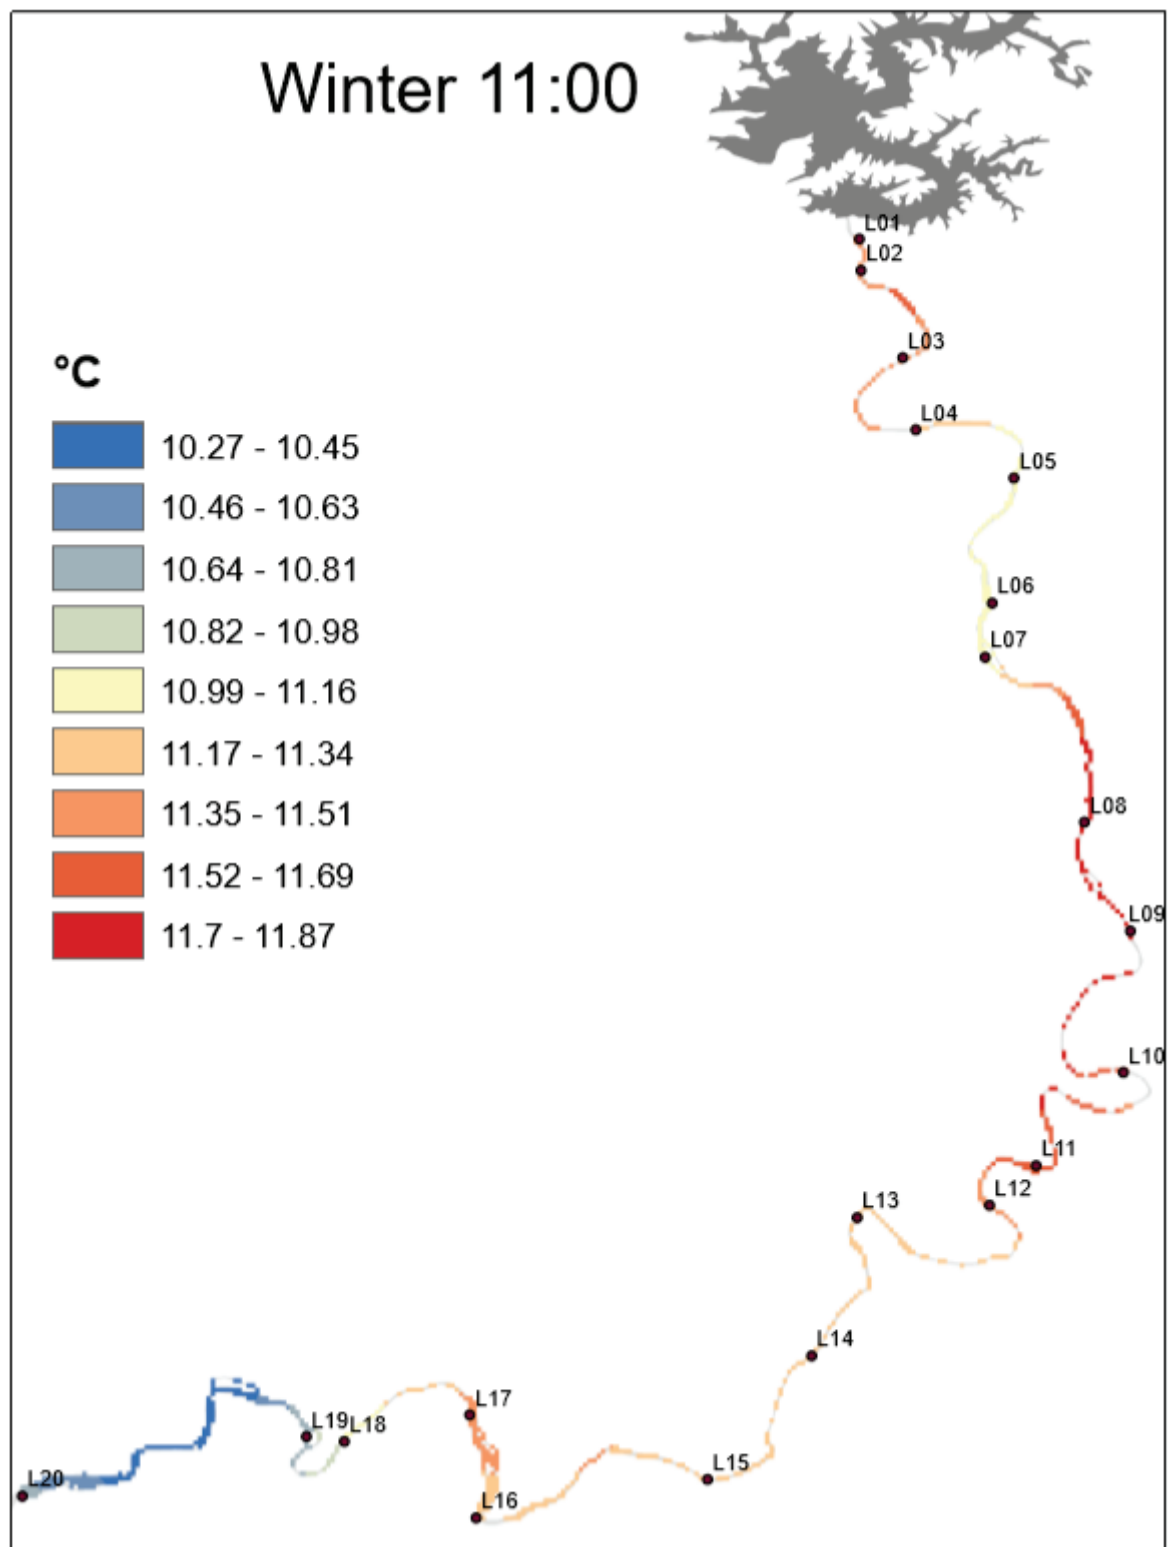 Winter 11:00
L01
L02
L03
°C
L04
10.27 - 10.45
L05
10.46 - 10.63
10.64 - 10.81
L06
10.82 - 10.98
L07
10.99 - 11.16
11.17 - 11.34
11.35 - 11.51
L08
11.52 - 11.69
L09
11.7 - 11.87
L10
L11
L12
L13
L14
L17
L19
L18
L15
L20
L16